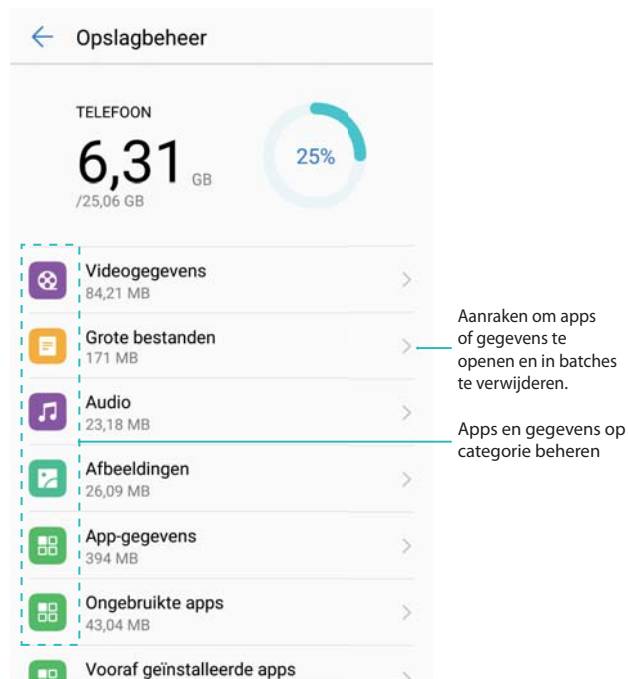 Opslagbeheer
TELEFOON
6,31 GB
/25,06 GB
25%
Videogegevens
84,21 MB
Grote bestanden
171 MB
Audio
23,18 MB
Afbeeldingen
26,09 MB
App-gegevens
394 MB
Ongebruikte apps
43,04 MB
Vooraf geïnstalleerde apps
Aanraken om apps
of gegevens te
openen en in batches
te verwijderen.
Apps en gegevens op
categorie beheren